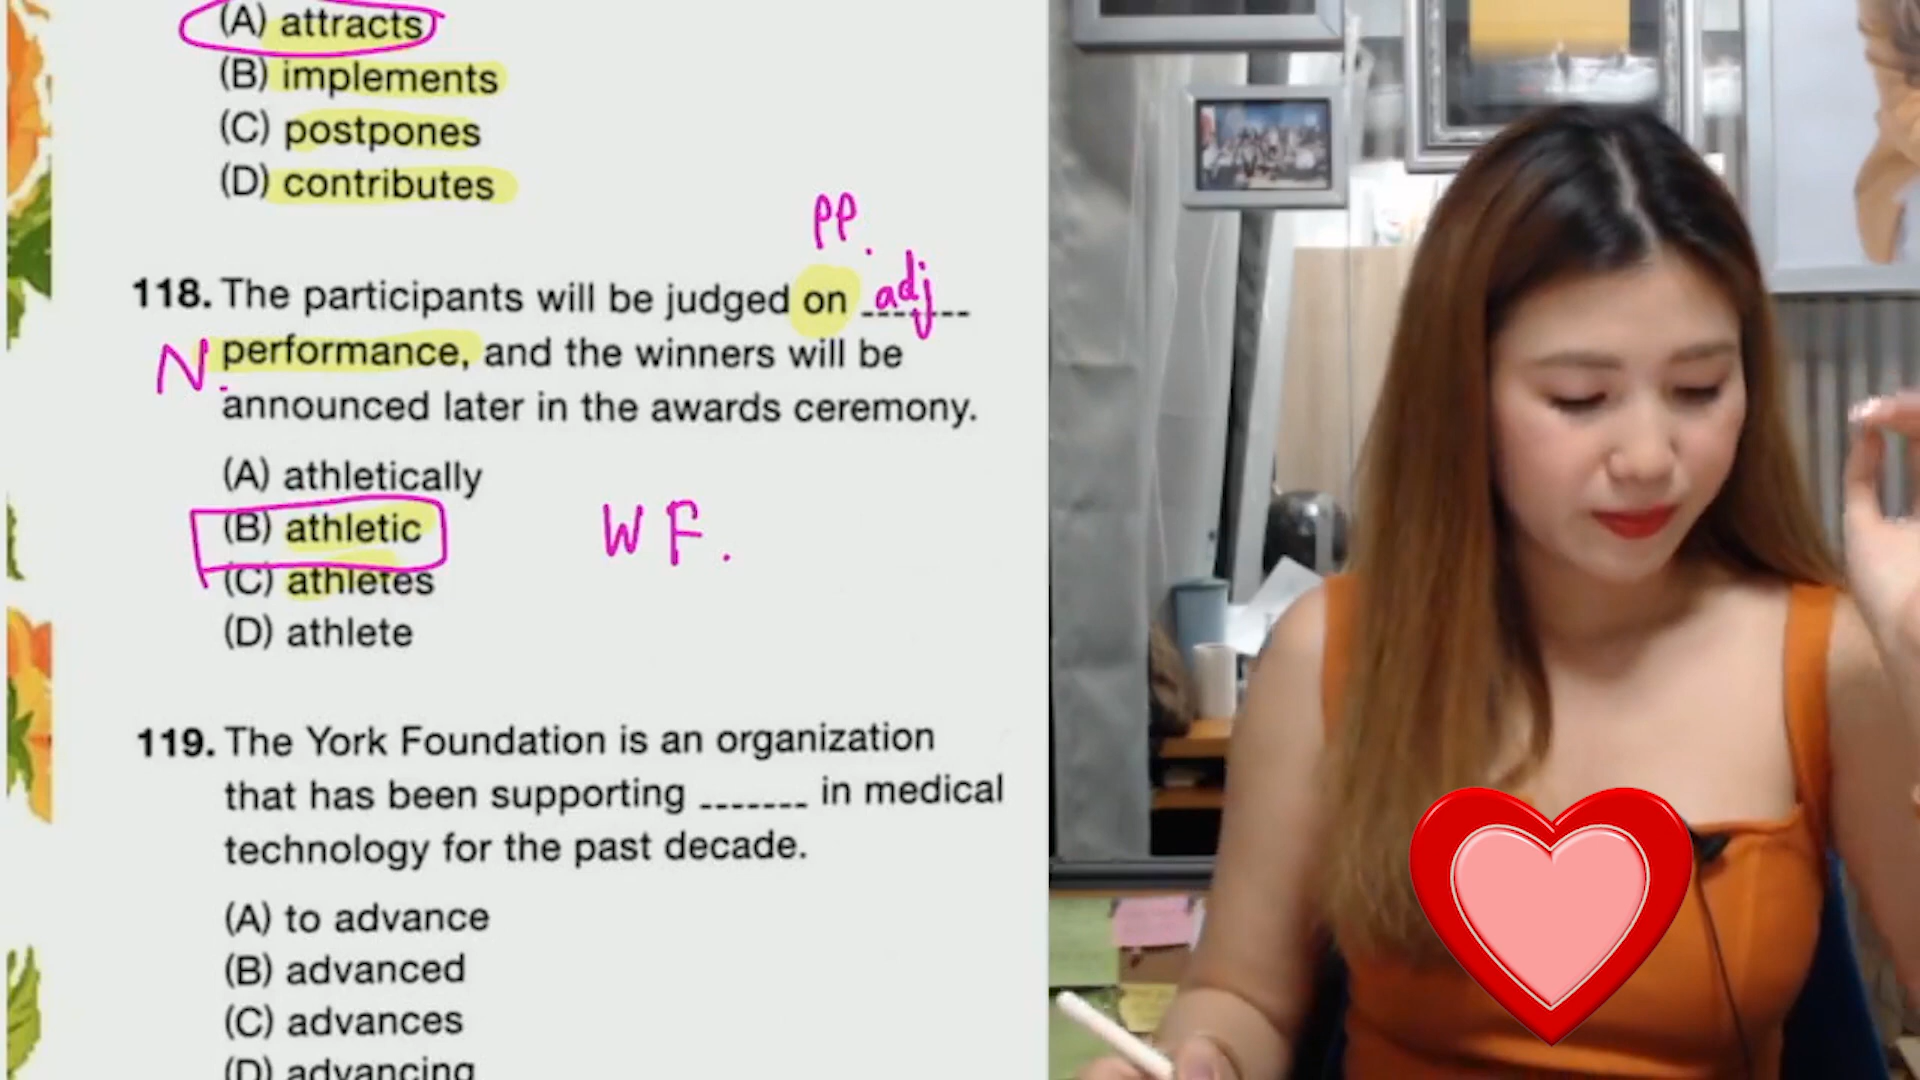 (A) attracts
(B) implements
(C) postpones
(D) contributes
pp.
118. The participants will be judged on ------- adj
N. performance, and the winners will be
announced later in the awards ceremony.
(A) athletically
(B) athletic
WF.
(C) athletes
(D) athlete
119. The York Foundation is an organization
that has been supporting ------- in medical
technology for the past decade.
(A) to advance
(B) advanced
(C) advances
(D) advancing